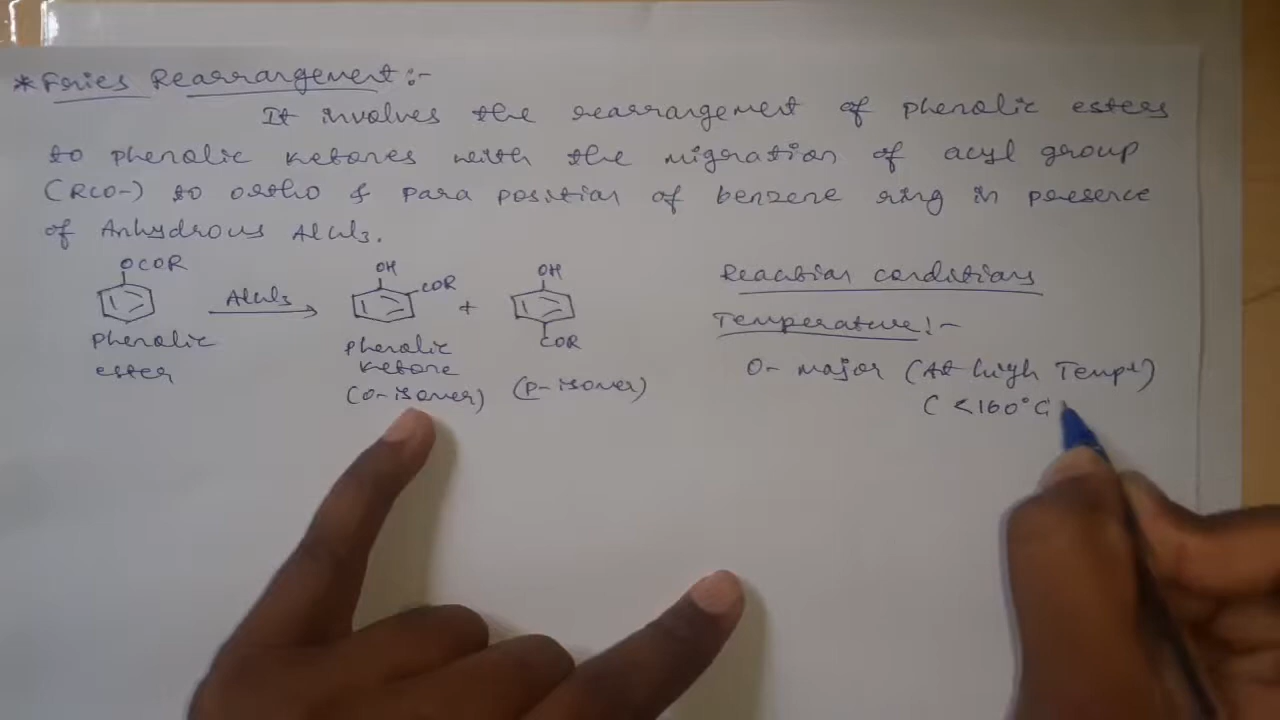 * Fries Rearrangement :-
It involves the rearrangement of phenolic esters
to phenolic ketones with the migration of acyl group
(RCO-) to ortho & para position of benzene ring in presence
of Anhydrous AlCl3.
OCOR
AlCl3
phenolic
ester
OH
COR
+
phenolic
ketone
(o-isomer)
OH
COR
(p-isomer)
Reaction conditions
Temperature :-
O- major (At high Tempr)
( <160°C